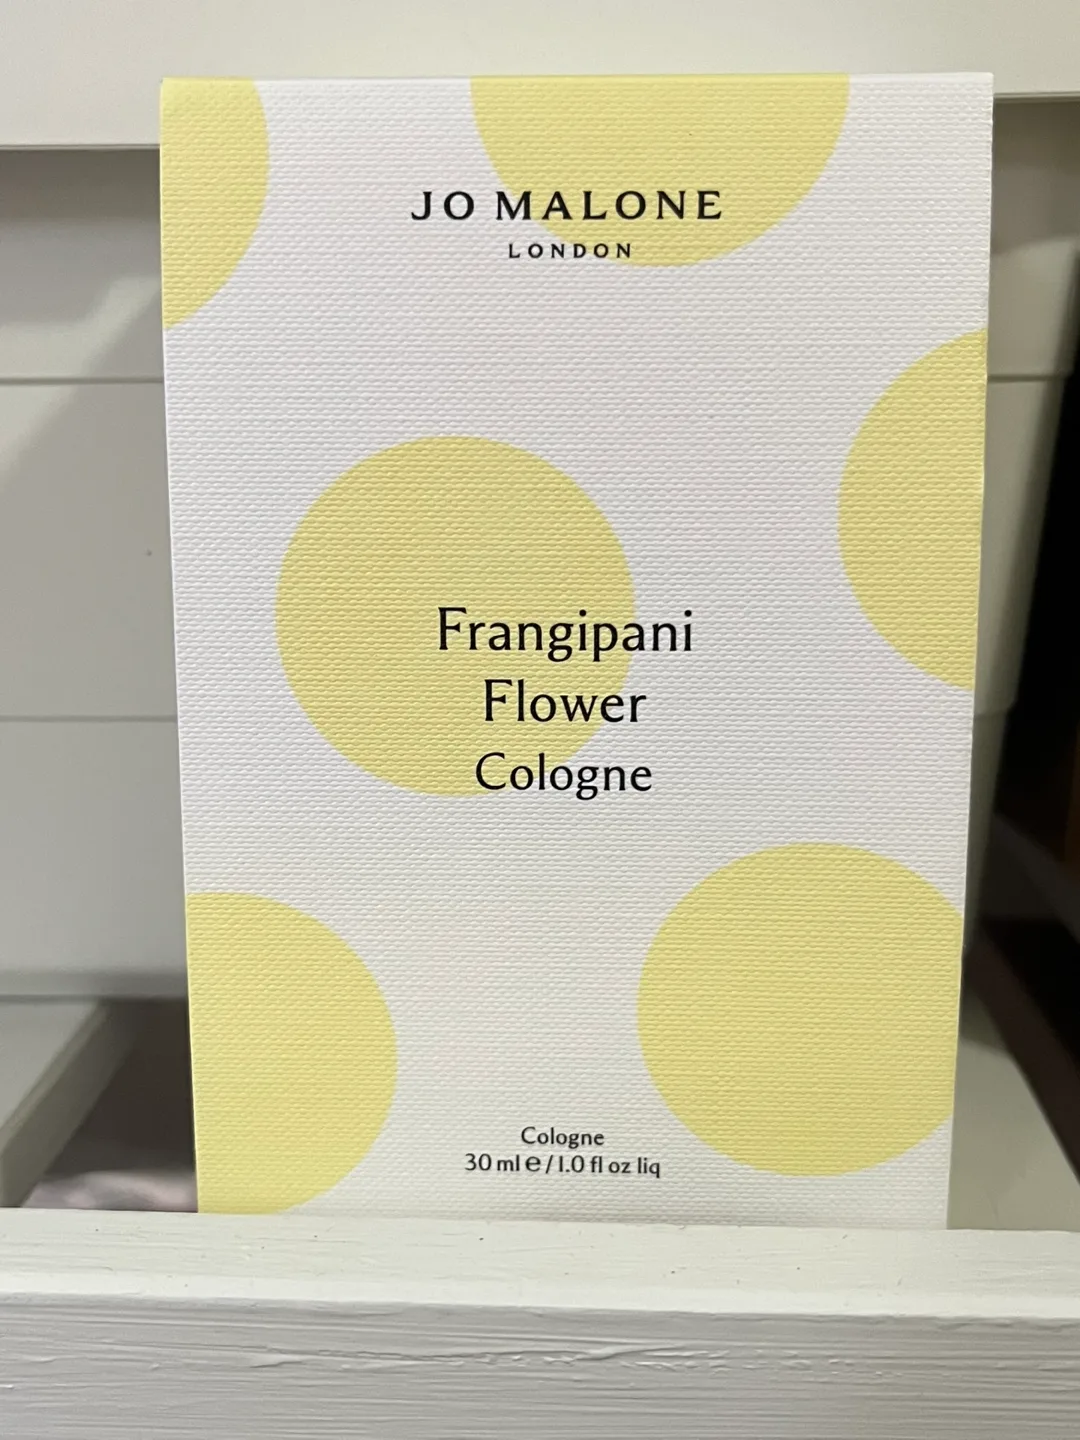 JO MALONE
LONDON
Frangipani
Flower
Cologne
Cologne
30 ml ℮ / 1.0 fl oz liq